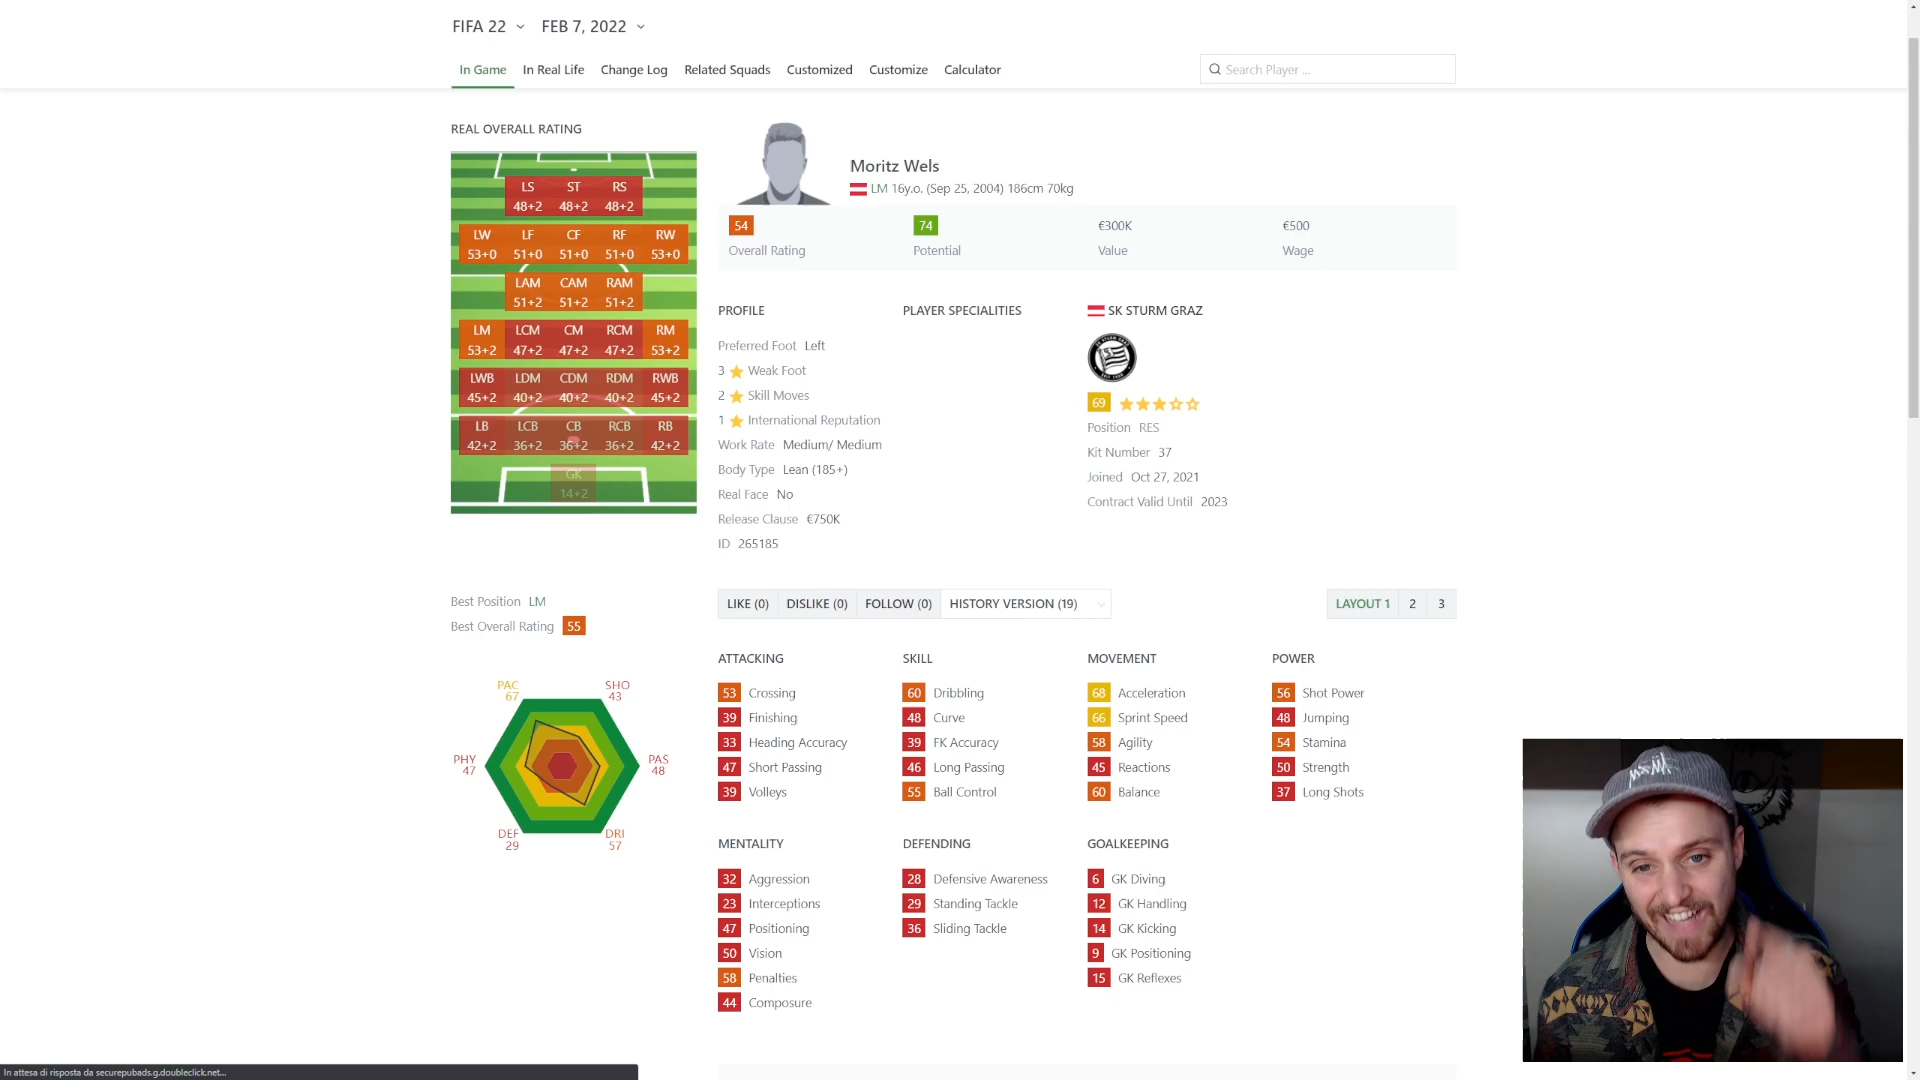 FIFA 22 FEB 7, 2022
In Game In Real Life Change Log Related Squads Customized Customize Calculator Search Player ...
REAL OVERALL RATING
LS ST RS
48+2 48+2 48+2
LW LF CF RF RW
53+0 51+0 51+0 51+0 53+0
LAM CAM RAM
51+2 51+2 51+2
LM LCM CM RCM RM
53+2 47+2 47+2 47+2 53+2
LWB LDM CDM RDM RWB
45+2 40+2 40+2 40+2 45+2
LB LCB CB RCB RB
42+2 36+2 36+2 36+2 42+2
GK
14+2
Moritz Wels
LM 16y.o. (Sep 25, 2004) 186cm 70kg
54 74 €300K €500
Overall Rating Potential Value Wage
PROFILE
Preferred Foot Left
3 Weak Foot
2 Skill Moves
1 International Reputation
Work Rate Medium/ Medium
Body Type Lean (185+)
Real Face No
Release Clause €750K
ID 265185
PLAYER SPECIALITIES
SK STURM GRAZ
69
Position RES
Kit Number 37
Joined Oct 27, 2021
Contract Valid Until 2023
Best Position LM
Best Overall Rating 55
LIKE (0) DISLIKE (0) FOLLOW (0) HISTORY VERSION (19) LAYOUT 1 2 3
PAC
67
SHO
43
PHY
47
PAS
48
DEF
29
DRI
57
ATTACKING
53 Crossing
39 Finishing
33 Heading Accuracy
47 Short Passing
39 Volleys
SKILL
60 Dribbling
48 Curve
39 FK Accuracy
46 Long Passing
55 Ball Control
MOVEMENT
68 Acceleration
66 Sprint Speed
58 Agility
45 Reactions
60 Balance
POWER
56 Shot Power
48 Jumping
54 Stamina
50 Strength
37 Long Shots
MENTALITY
32 Aggression
23 Interceptions
47 Positioning
50 Vision
58 Penalties
44 Composure
DEFENDING
28 Defensive Awareness
29 Standing Tackle
36 Sliding Tackle
GOALKEEPING
6 GK Diving
12 GK Handling
14 GK Kicking
9 GK Positioning
15 GK Reflexes
In attesa di risposta da securepubads.g.doubleclick.net...